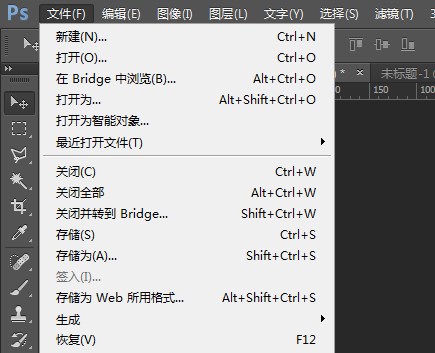 Ps 文件(F) 编辑(E) 图像(I) 图层(L) 文字(Y) 选择(S) 滤镜(T)
新建(N)... Ctrl+N
打开(O)... Ctrl+O
在 Bridge 中浏览(B)... Alt+Ctrl+O
打开为... Alt+Shift+Ctrl+O
打开为智能对象...
最近打开文件(T)
关闭(C) Ctrl+W
关闭全部 Alt+Ctrl+W
关闭并转到 Bridge... Shift+Ctrl+W
存储(S) Ctrl+S
存储为(A)... Shift+Ctrl+S
签入(I)...
存储为 Web 所用格式... Alt+Shift+Ctrl+S
生成
恢复(V) F12
) * × 未标题-1
150 100